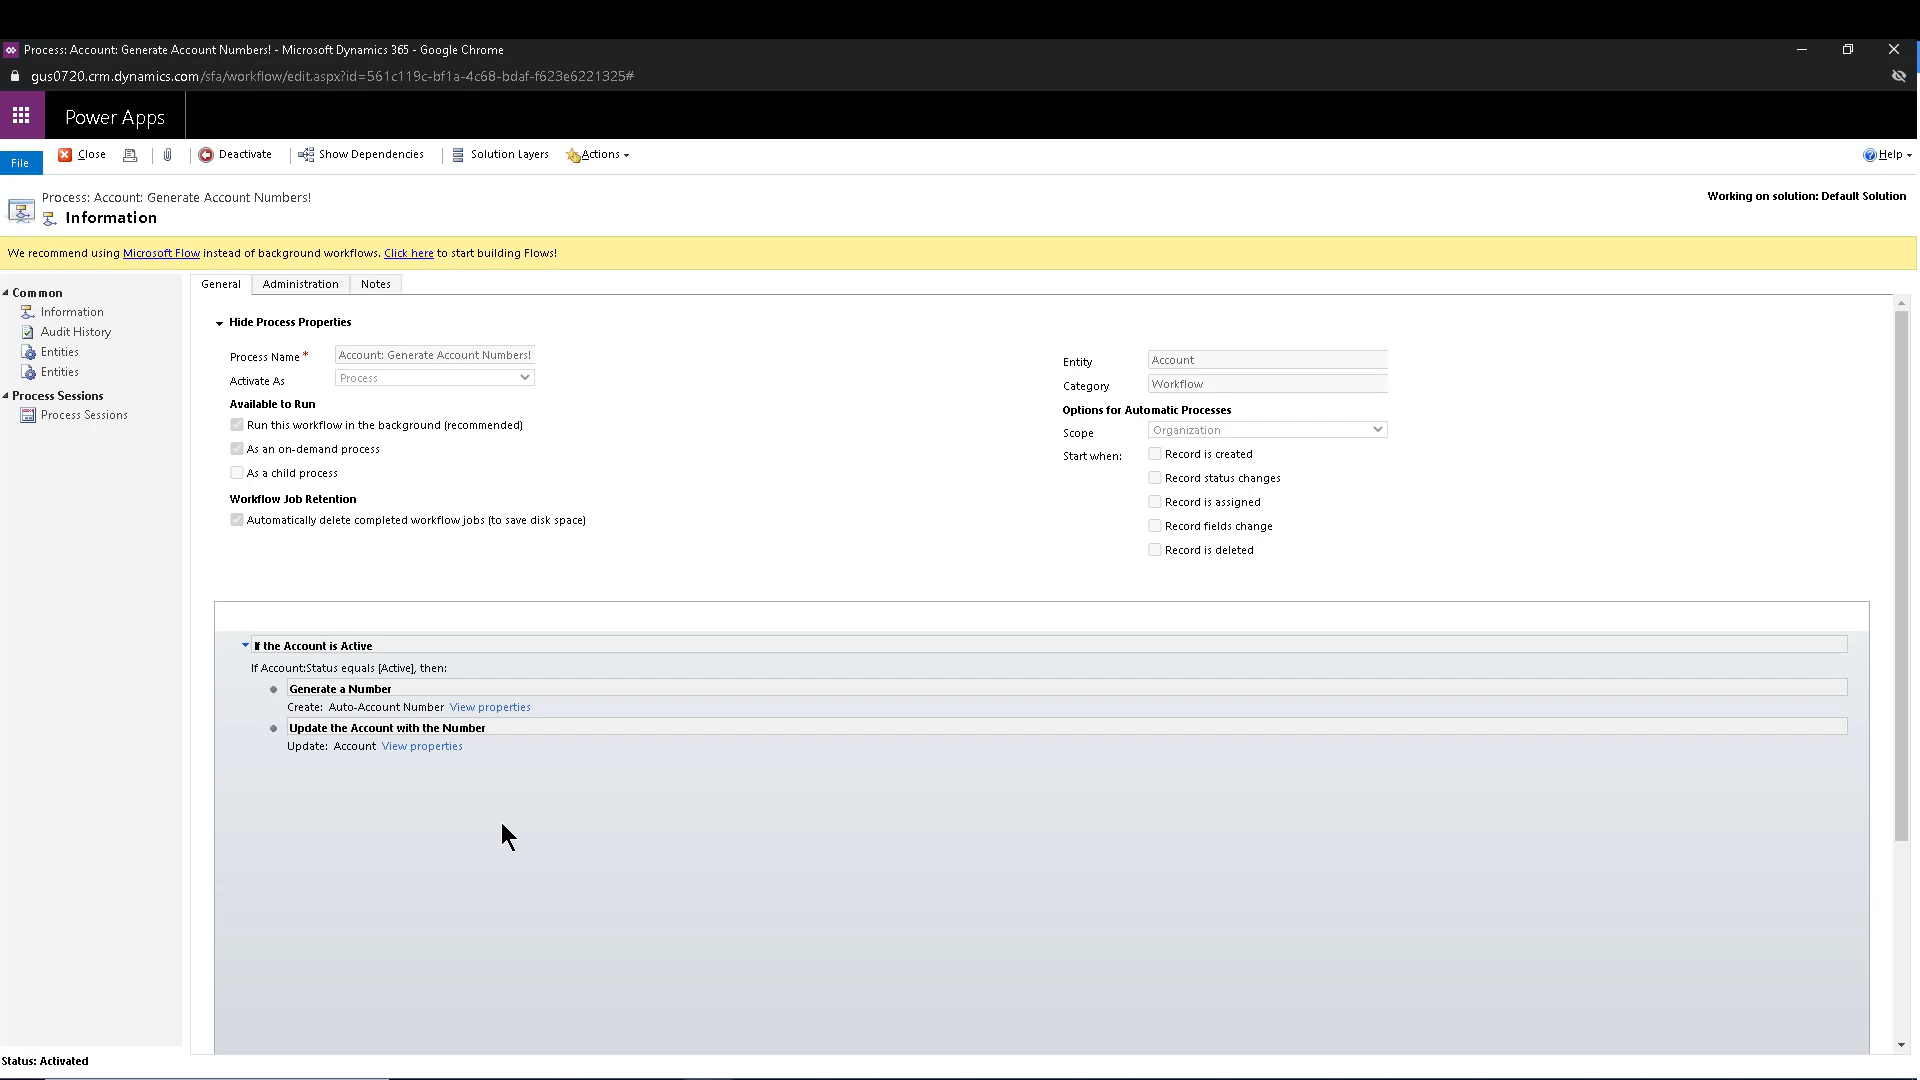 Process: Account: Generate Account Numbers! - Microsoft Dynamics 365 - Google Chrome
gus0720.crm.dynamics.com/sfa/workflow/edit.aspx?id=561c119c-bf1a-4c68-bdaf-f623e6221325#
Power Apps
File Close Deactivate Show Dependencies Solution Layers Actions Help
Process: Account: Generate Account Numbers!
Information
Working on solution: Default Solution
We recommend using Microsoft Flow instead of background workflows. Click here to start building Flows!
Common
Information
Audit History
Entities
Entities
Process Sessions
Process Sessions
General Administration Notes
Hide Process Properties
Process Name * Account: Generate Account Numbers!
Activate As Process
Available to Run
Run this workflow in the background (recommended)
As an on-demand process
As a child process
Workflow Job Retention
Automatically delete completed workflow jobs (to save disk space)
Entity Account
Category Workflow
Options for Automatic Processes
Scope Organization
Start when: Record is created
Record status changes
Record is assigned
Record fields change
Record is deleted
If the Account is Active
If Account:Status equals [Active], then:
Generate a Number
Create: Auto-Account Number View properties
Update the Account with the Number
Update: Account View properties
Status: Activated